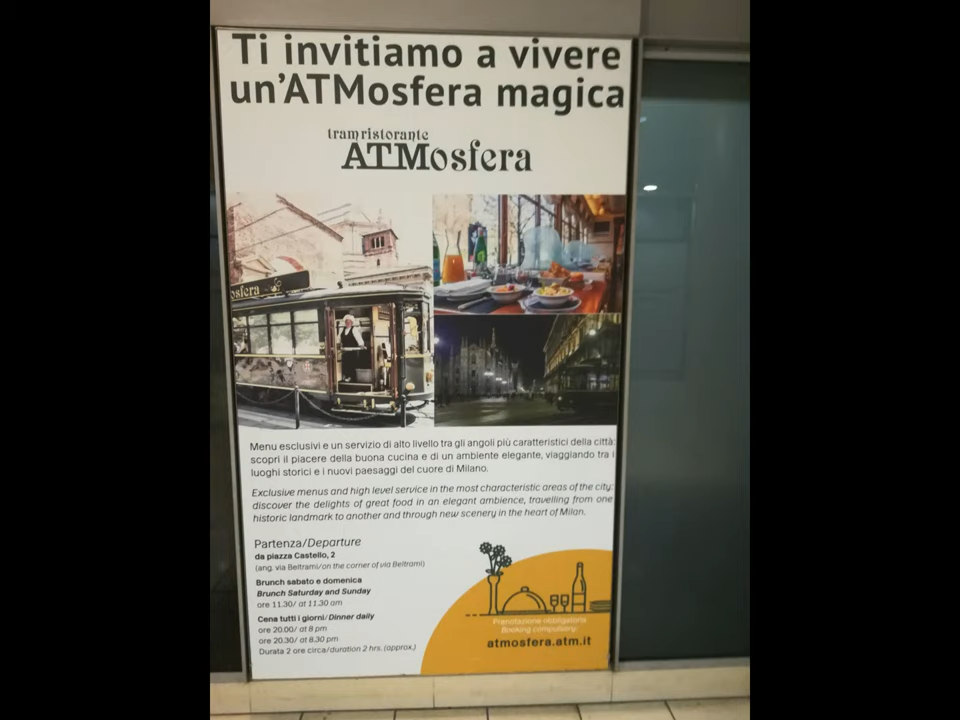 Ti invitiamo a vivere
un'ATMosfera magica
tramristorante
ATMosfera
osfera
Menu esclusivi e un servizio di alto livello tra gli angoli più caratteristici della città:
scopri il piacere della buona cucina e di un ambiente elegante, viaggiando tra i
luoghi storici e i nuovi paesaggi del cuore di Milano.
Exclusive menus and high level service in the most characteristic areas of the city:
discover the delights of great food in an elegant ambience, travelling from one
historic landmark to another and through new scenery in the heart of Milan.
Partenza/Departure
da piazza Castello, 2
(ang. via Beltrami/on the corner of via Beltrami)
Brunch sabato e domenica
Brunch Saturday and Sunday
ore 11.30/ at 11.30 am
Cena tutti i giorni/Dinner daily
ore 20.00/ at 8 pm
ore 20.30/ at 8.30 pm
Durata 2 ore circa/duration 2 hrs. (approx.)
Prenotazione obbligatoria
Booking compulsory:
atmosfera.atm.it